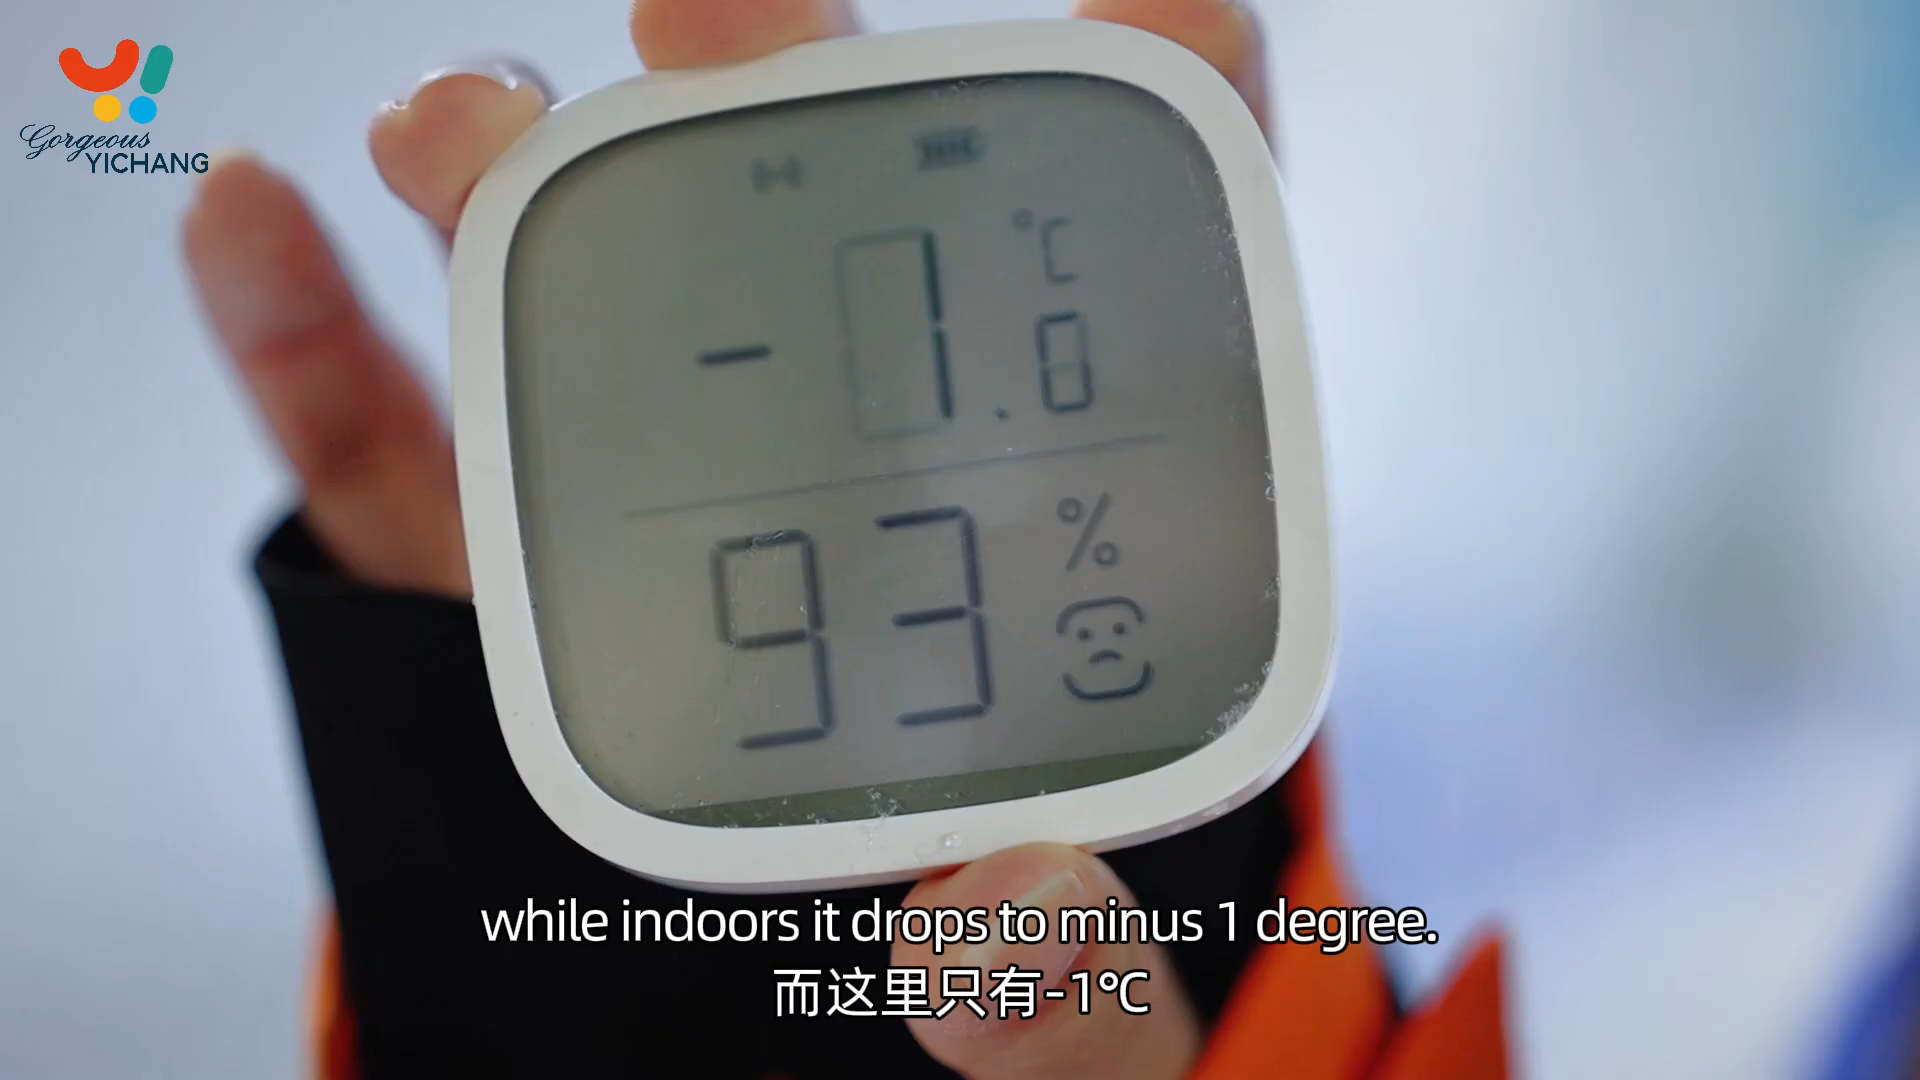 Gorgeous
YICHANG
°C
-1.0
93 %
while indoors it drops to minus 1 degree.
而这里只有-1℃